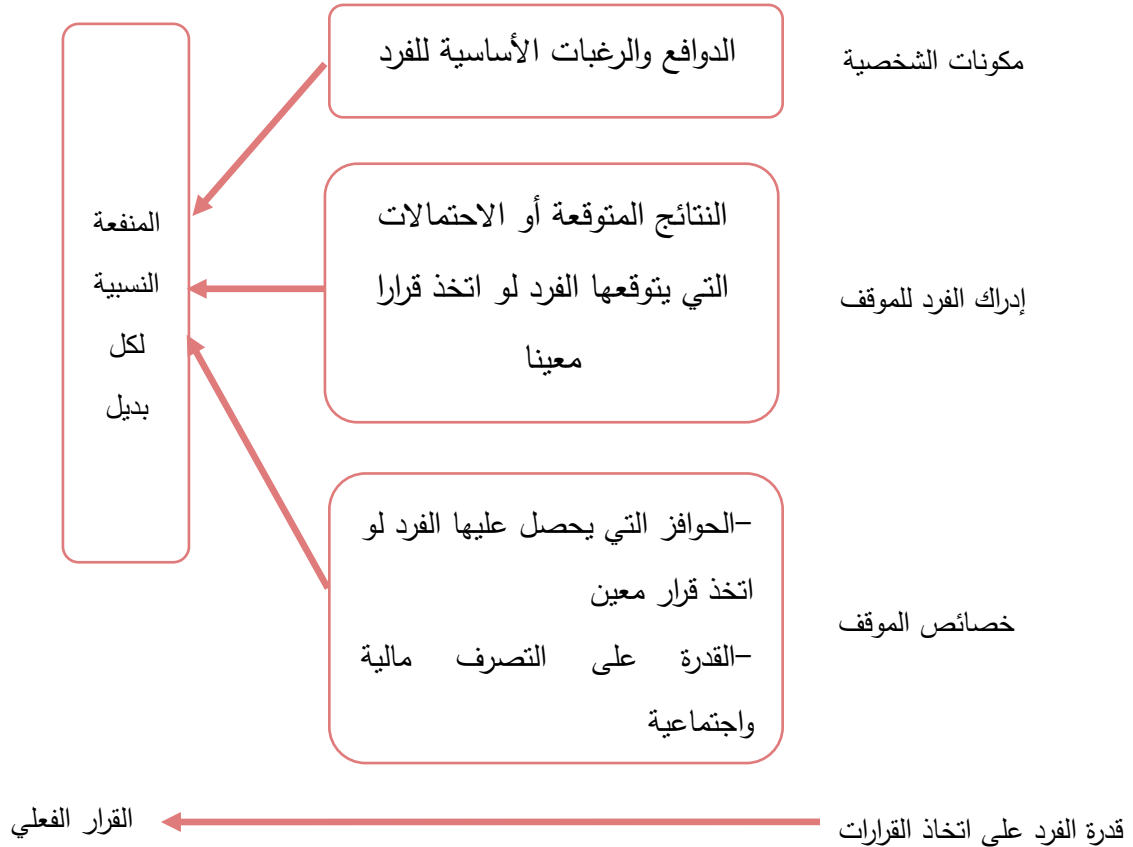 مكونات الشخصية
الدوافع والرغبات الأساسية للفرد
إدراك الفرد للموقف
النتائج المتوقعة أو الاحتمالات
التي يتوقعها الفرد لو اتخذ قرارا
معينا
خصائص الموقف
-الحوافز التي يحصل عليها الفرد لو
اتخذ قرار معين
-القدرة على التصرف مالية
واجتماعية
المنفعة
النسبية
لكل
بديل
قدرة الفرد على اتخاذ القرارات
القرار الفعلي